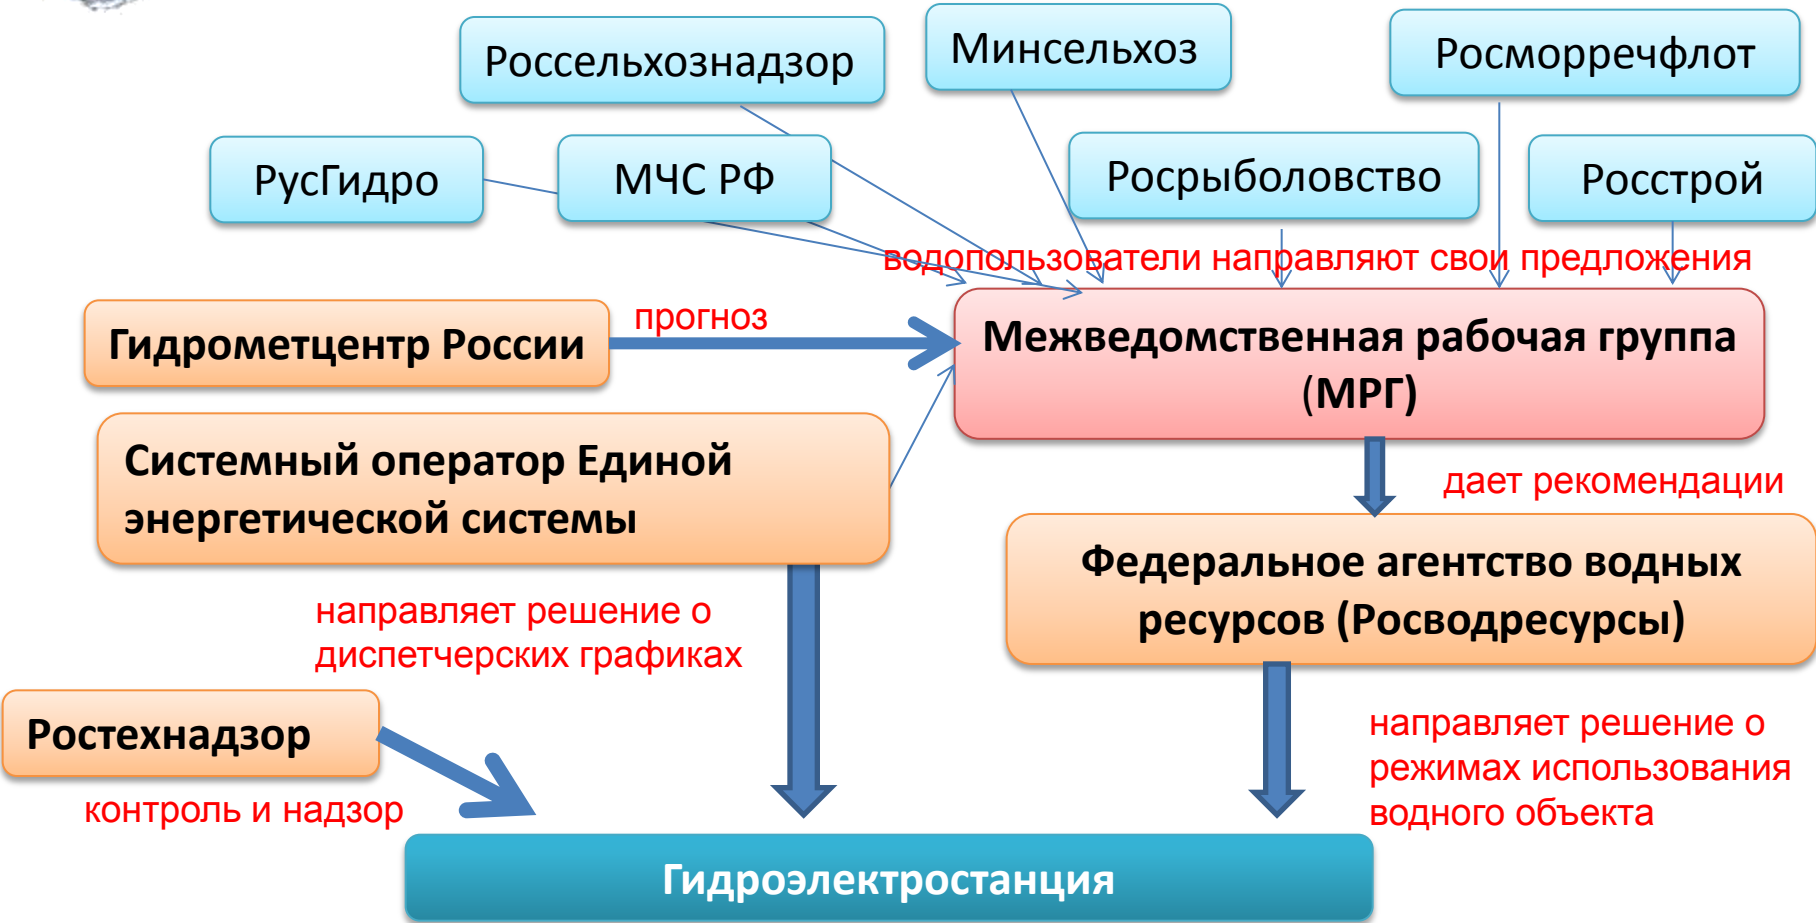 Россельхознадзор
Минсельхоз
Росморречфлот
РусГидро
МЧС РФ
Росрыболовство
Росстрой
водопользователи направляют свои предложения
Гидрометцентр России
прогноз
Межведомственная рабочая группа
(МРГ)
Системный оператор Единой
энергетической системы
дает рекомендации
Федеральное агентство водных
ресурсов (Росводресурсы)
направляет решение о
диспетчерских графиках
Ростехнадзор
контроль и надзор
направляет решение о
режимах использования
водного объекта
Гидроэлектростанция